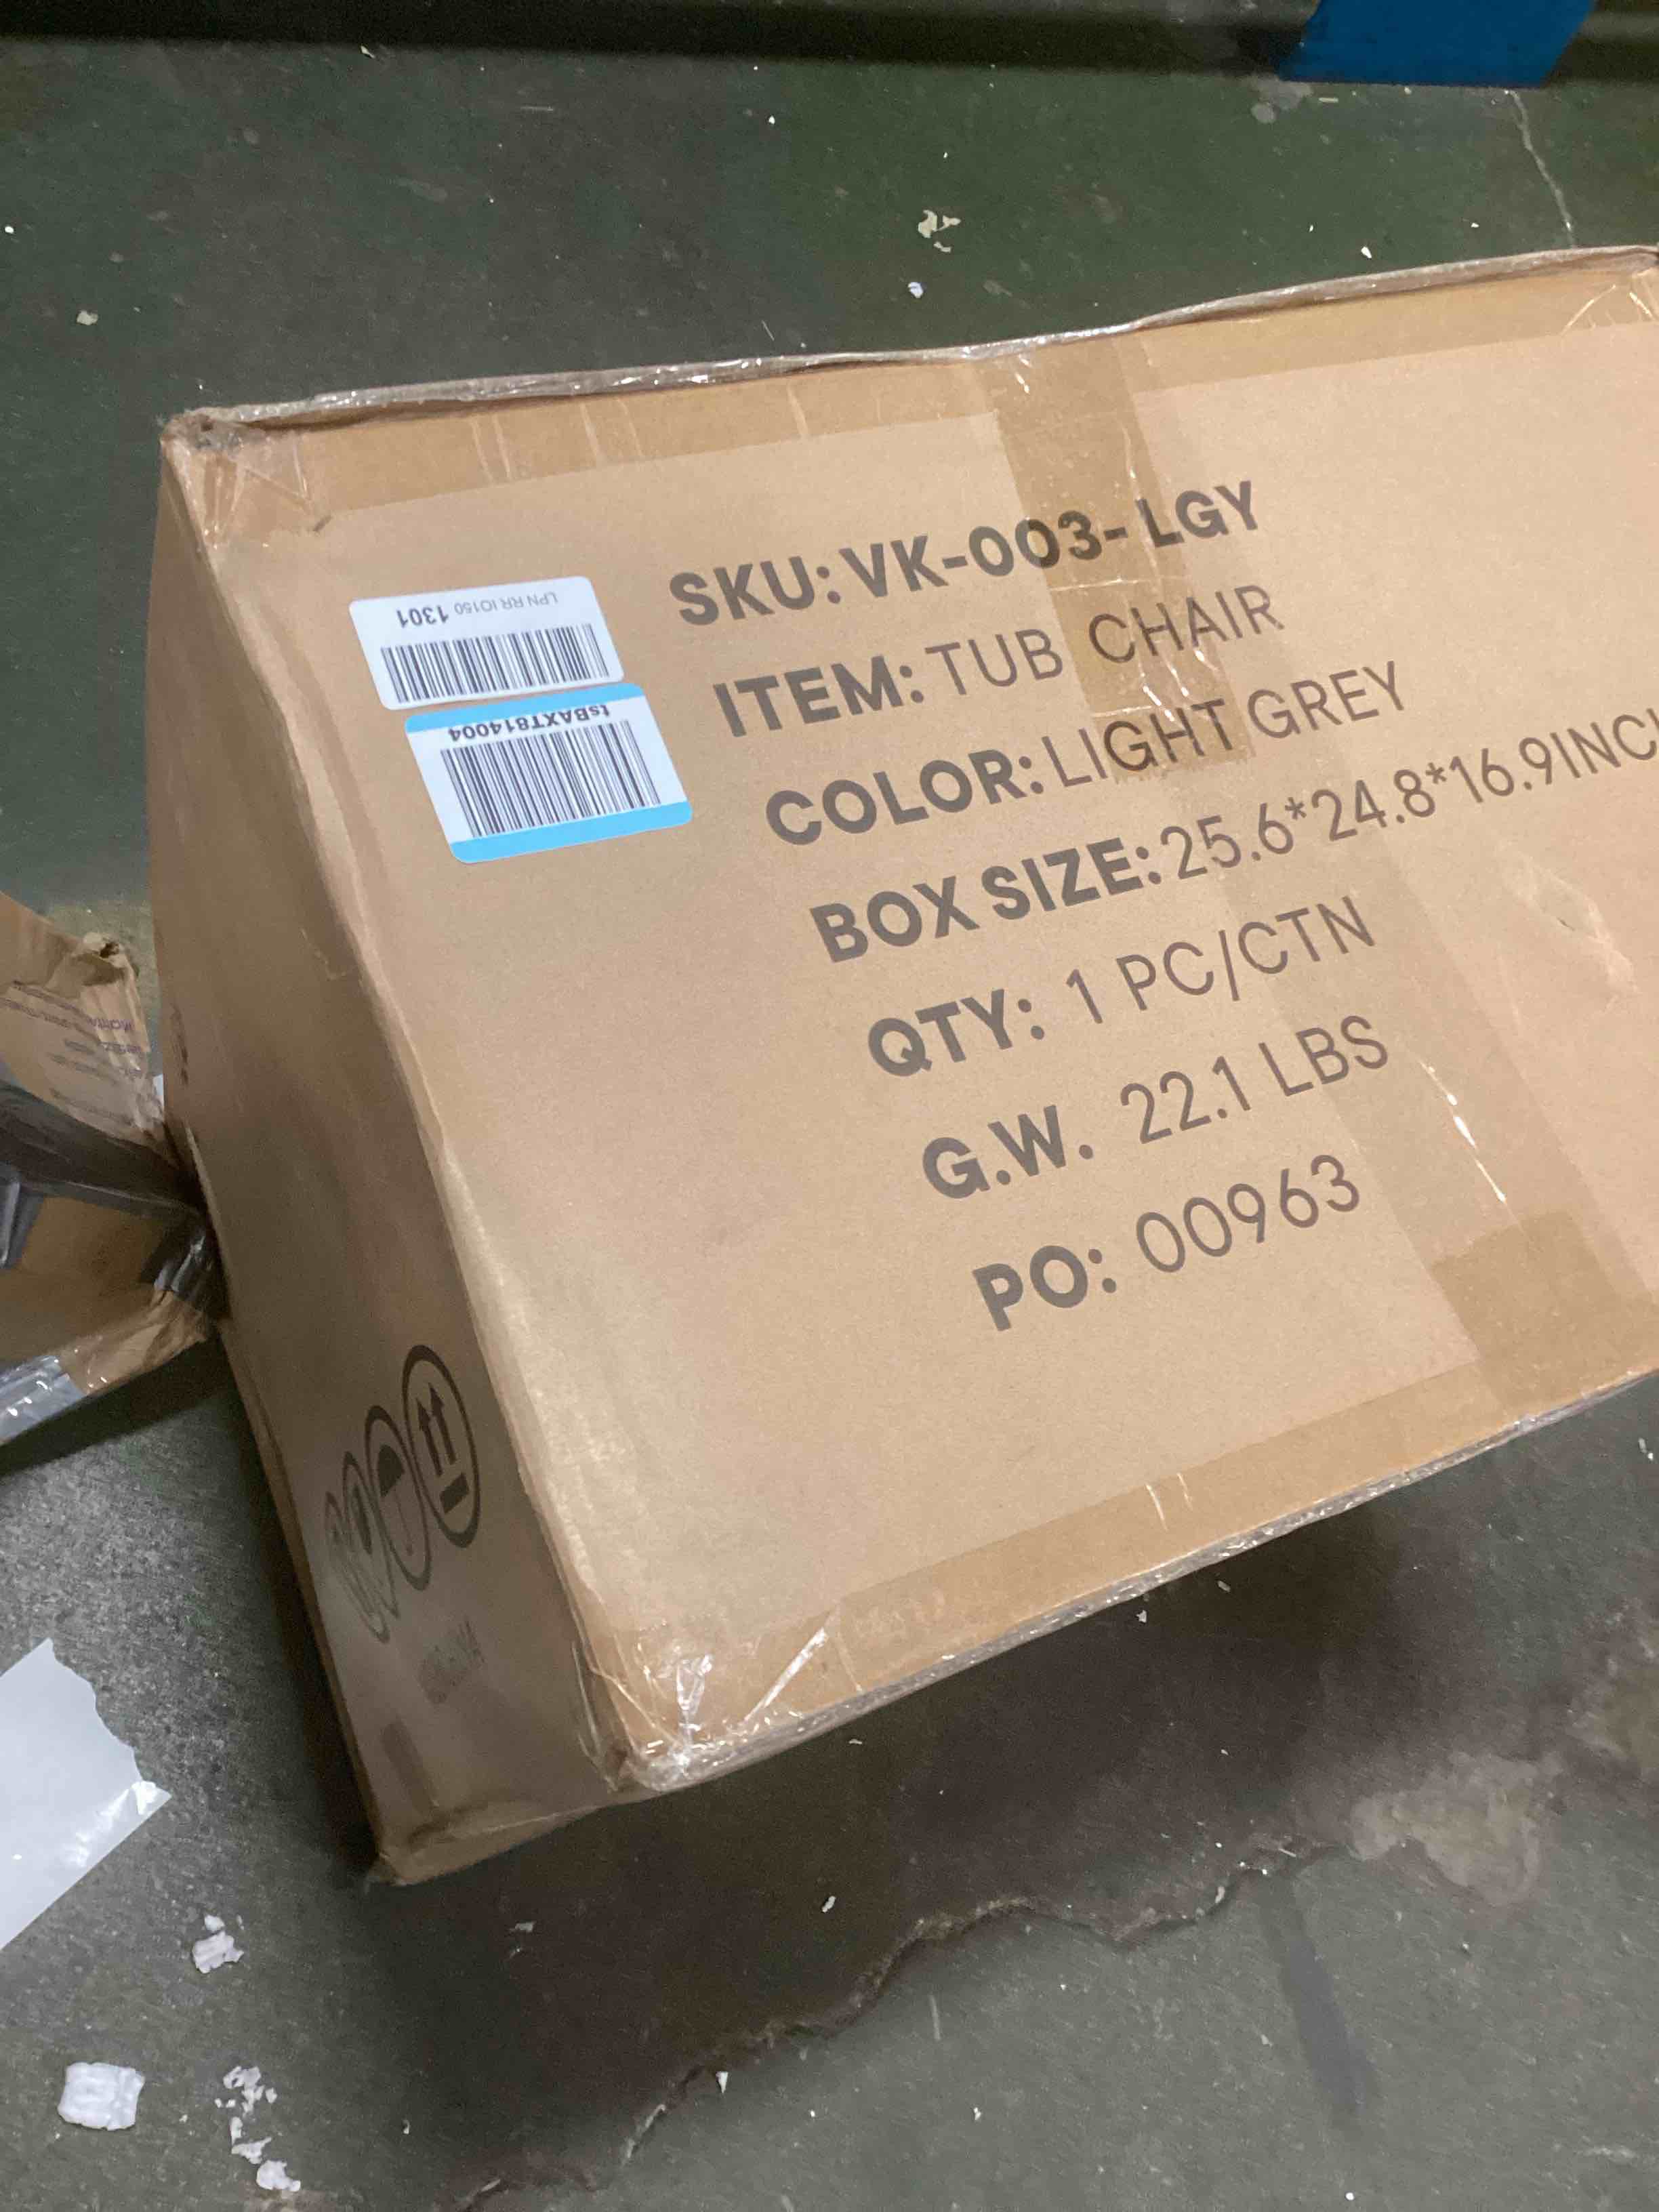 SKU: VK-003-LGY
ITEM: TUB CHAIR
COLOR: LIGHT GREY
BOX SIZE: 25.6*24.8*16.9INC
QTY: 1 PC/CTN
G.W. 22.1 LBS
PO: 00963
tsBAXT814004
LPN RR IO150 1301